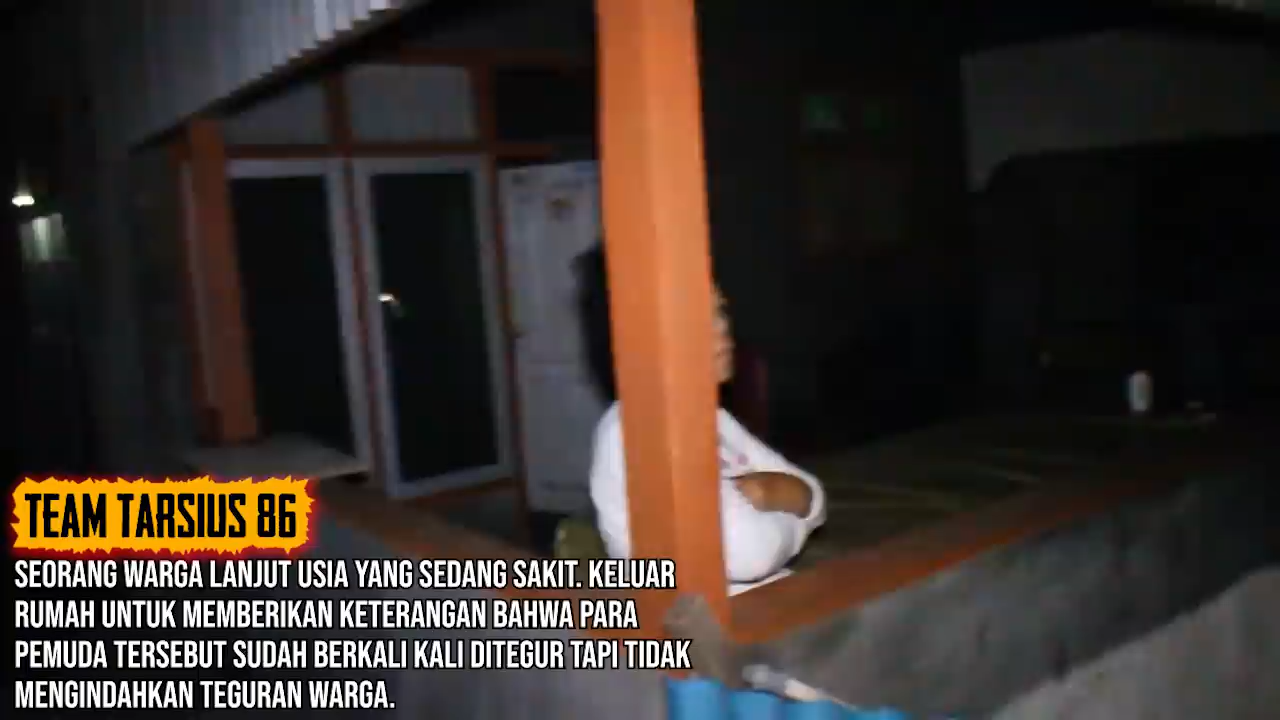 TEAM TARSIUS 86
SEORANG WARGA LANJUT USIA YANG SEDANG SAKIT. KELUAR
RUMAH UNTUK MEMBERIKAN KETERANGAN BAHWA PARA
PEMUDA TERSEBUT SUDAH BERKALI KALI DITEGUR TAPI TIDAK
MENGINDAHKAN TEGURAN WARGA.